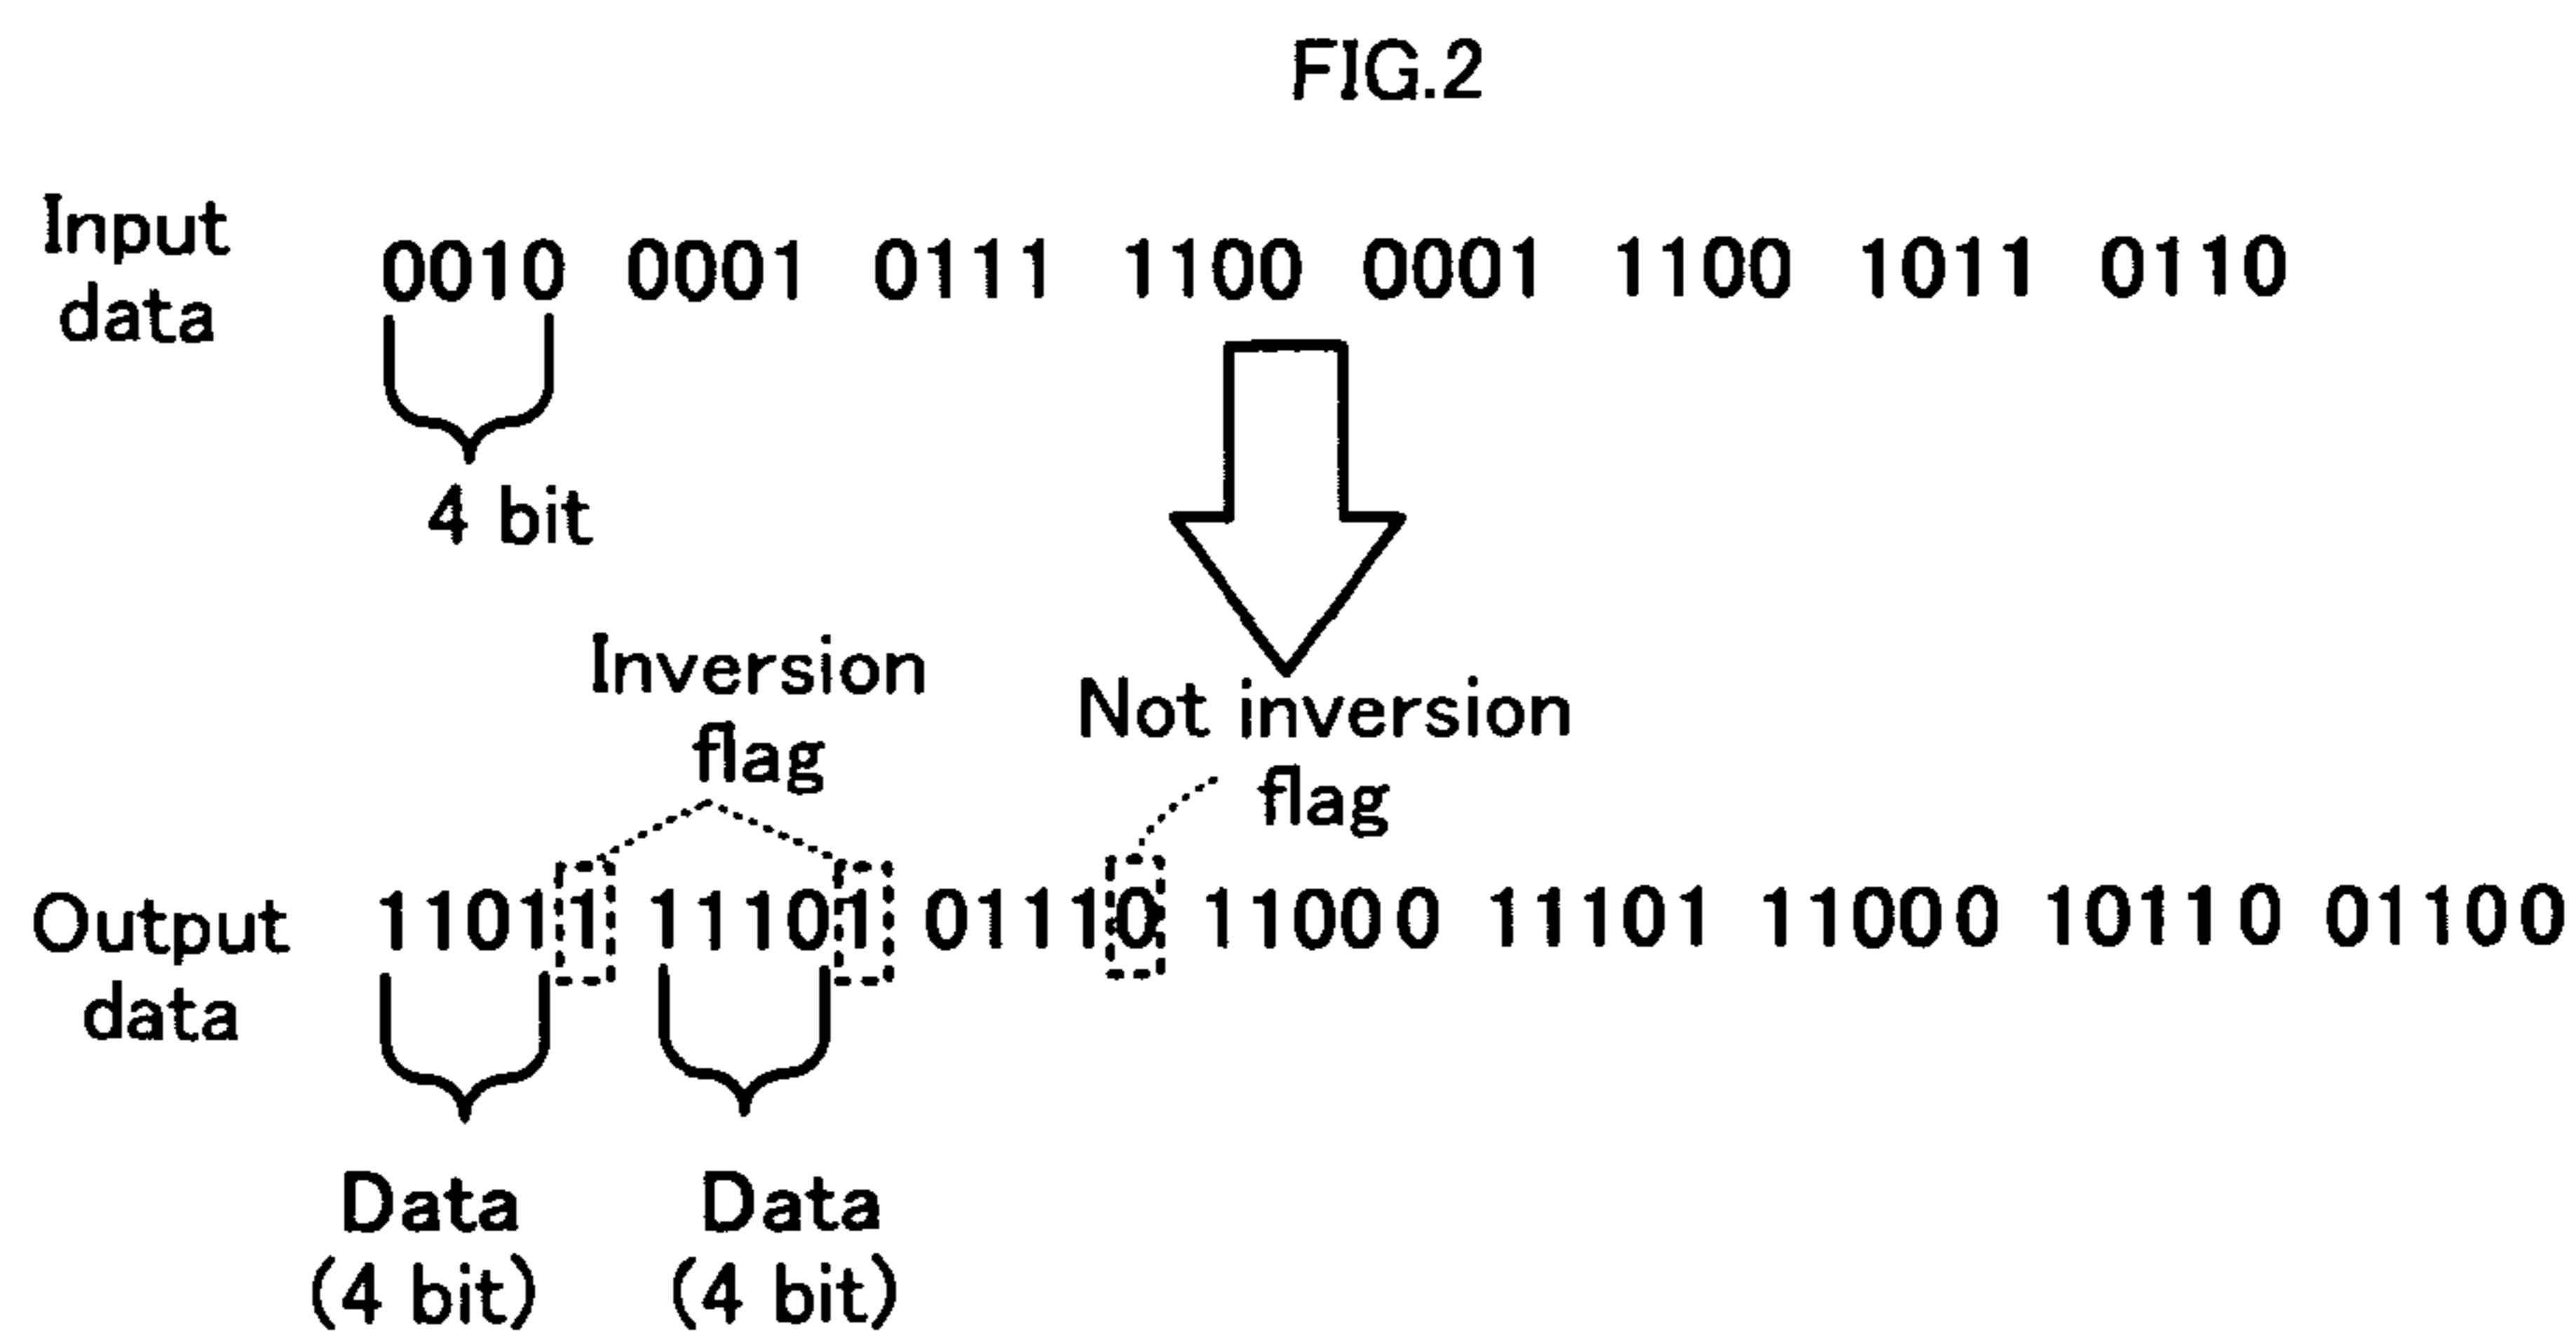 FIG.2
Input
data
0010 0001 0111 1100 0001 1100 1011 0110
4 bit
Inversion
flag
Not inversion
flag
Output
data
11011 11101 01110 11000 11101 11000 10110 01100
Data
(4 bit)
Data
(4 bit)